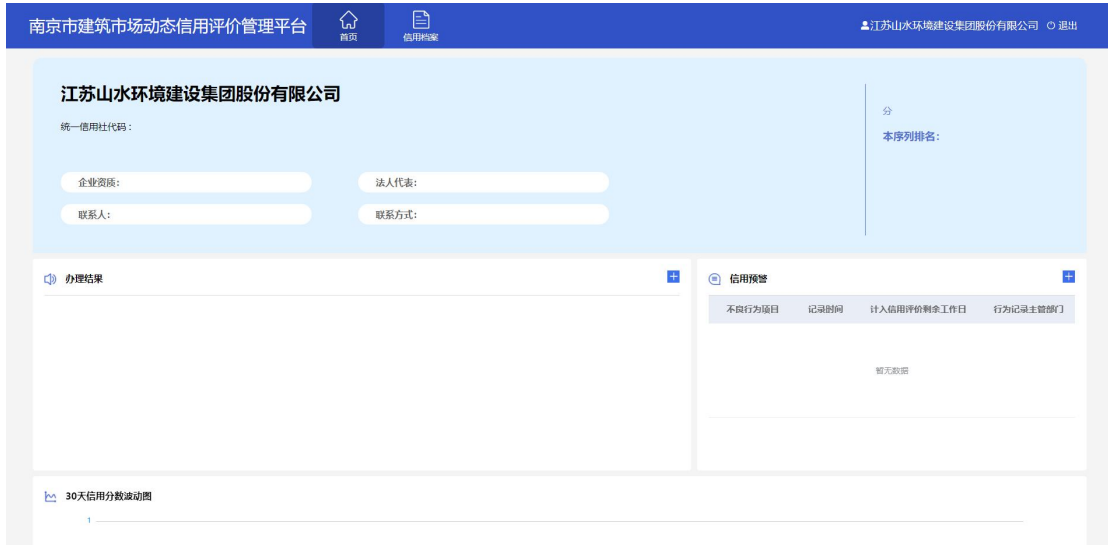 南京市建筑市场动态信用评价管理平台
首页
信用档案
江苏山水环境建设集团股份有限公司
退出
江苏山水环境建设集团股份有限公司
统一信用社代码：
分
本序列排名：
企业资质：
法人代表：
联系人：
联系方式：
办理结果
信用预警
不良行为项目 记录时间 计入信用评价剩余工作日 行为记录主管部门
暂无数据
30天信用分数波动图
1